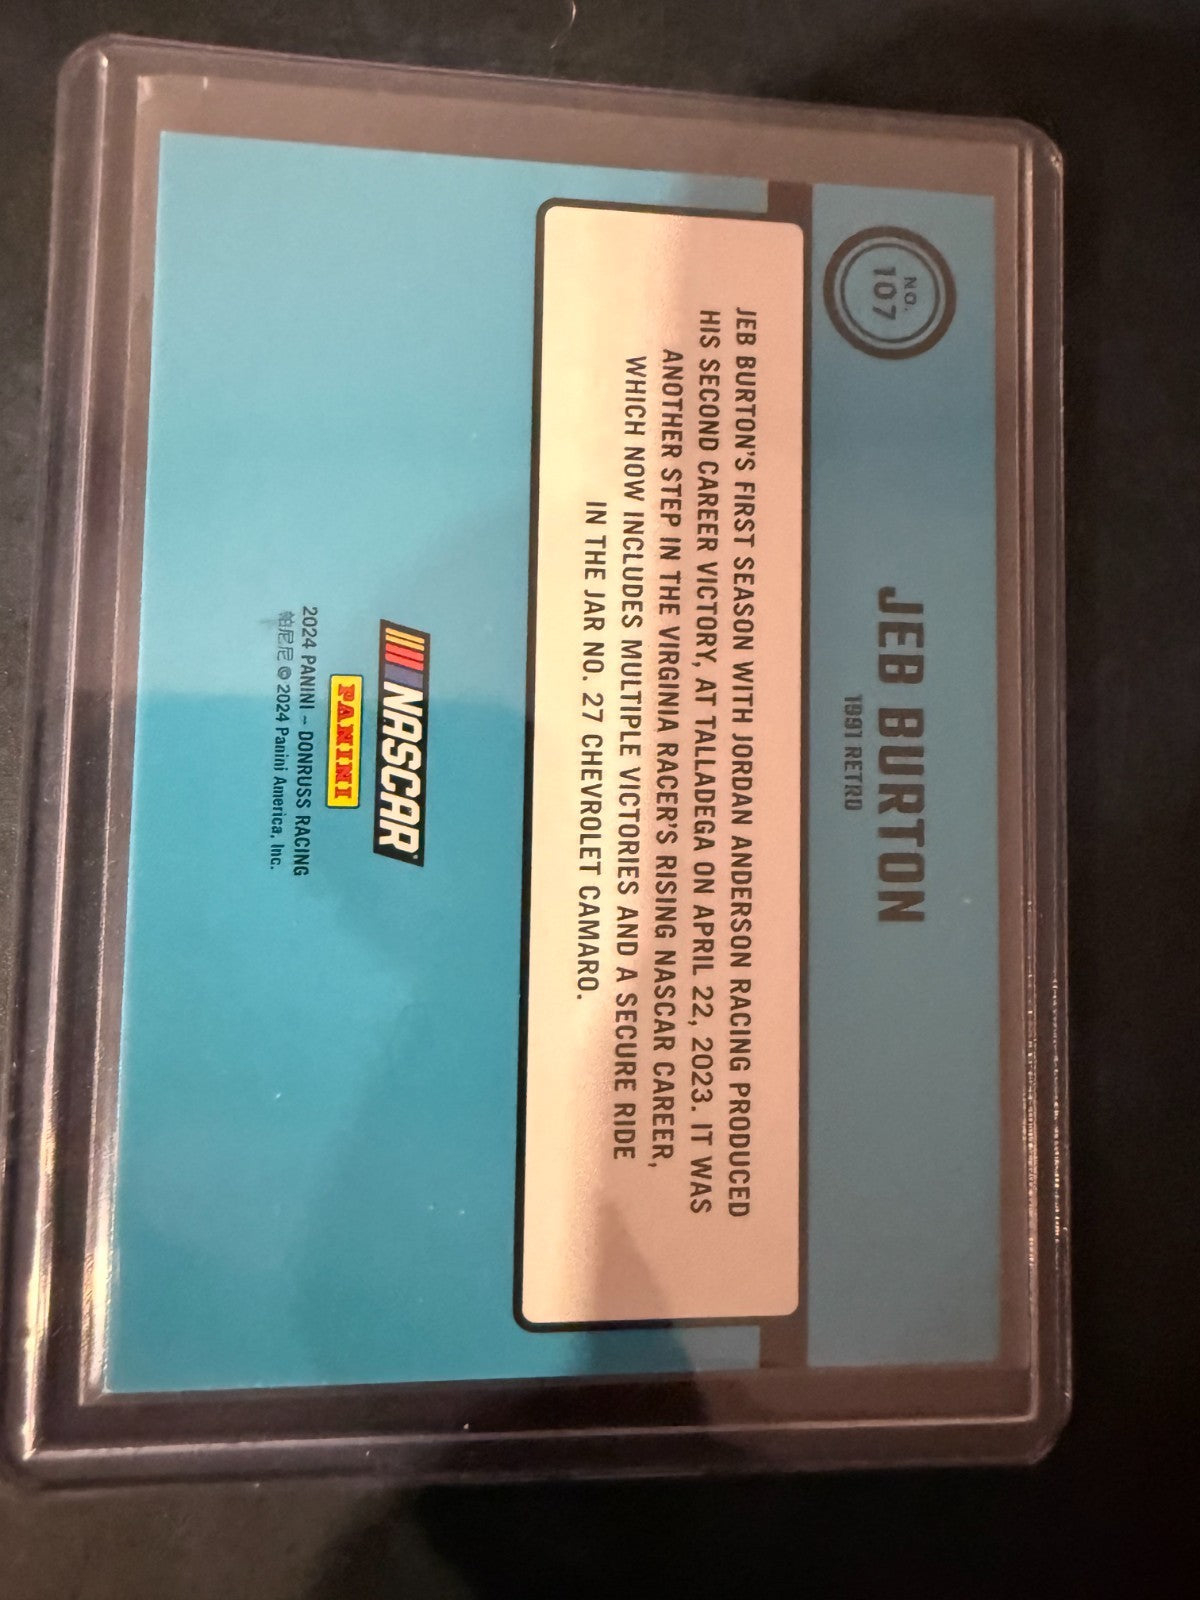 NO.
107
JEB BURTON
1991 RETRO
JEB BURTON'S FIRST SEASON WITH JORDAN ANDERSON RACING PRODUCED
HIS SECOND CAREER VICTORY, AT TALLADEGA ON APRIL 22, 2023. IT WAS
ANOTHER STEP IN THE VIRGINIA RACER'S RISING NASCAR CAREER,
WHICH NOW INCLUDES MULTIPLE VICTORIES AND A SECURE RIDE
IN THE JAR NO. 27 CHEVROLET CAMARO.
NASCAR
PANINI
2024 PANINI – DONRUSS RACING
帕尼尼 © 2024 Panini America, Inc.